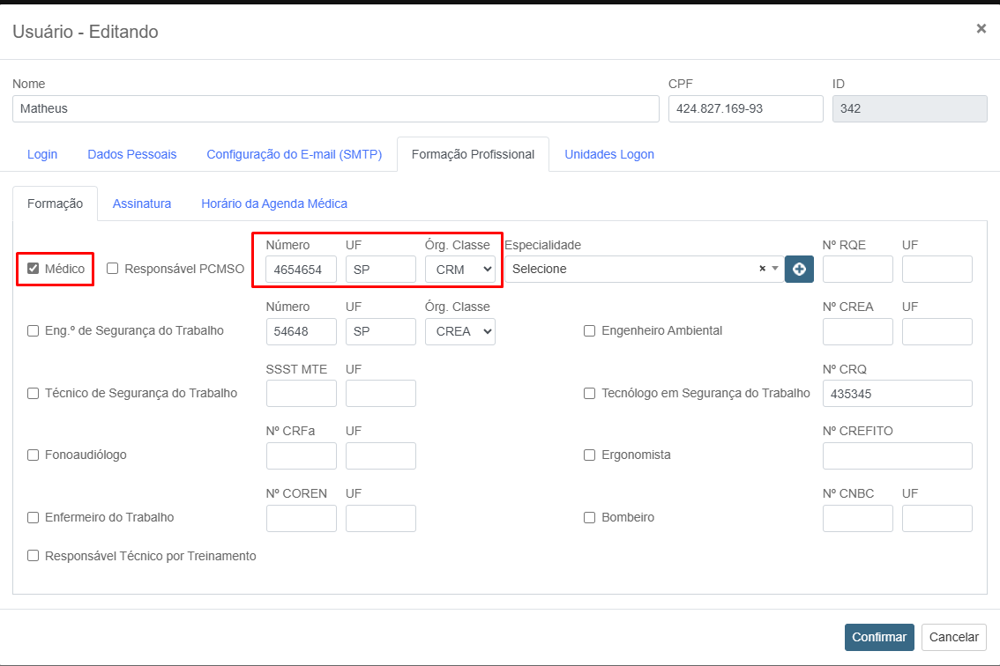 Usuário - Editando ×
Nome CPF ID
Matheus 424.827.169-93 342
Login Dados Pessoais Configuração do E-mail (SMTP) Formação Profissional Unidades Logon
Formação Assinatura Horário da Agenda Médica
Número UF Órg. Classe Especialidade Nº RQE UF
Médico Responsável PCMSO 4654654 SP CRM Selecione ×
Número UF Órg. Classe Nº CREA UF
Eng.º de Segurança do Trabalho 54648 SP CREA Engenheiro Ambiental
SSST MTE UF Nº CRQ
Técnico de Segurança do Trabalho Tecnólogo em Segurança do Trabalho 435345
Nº CRFa UF Nº CREFITO
Fonoaudiólogo Ergonomista
Nº COREN UF Nº CNBC UF
Enfermeiro do Trabalho Bombeiro
Responsável Técnico por Treinamento
Confirmar Cancelar